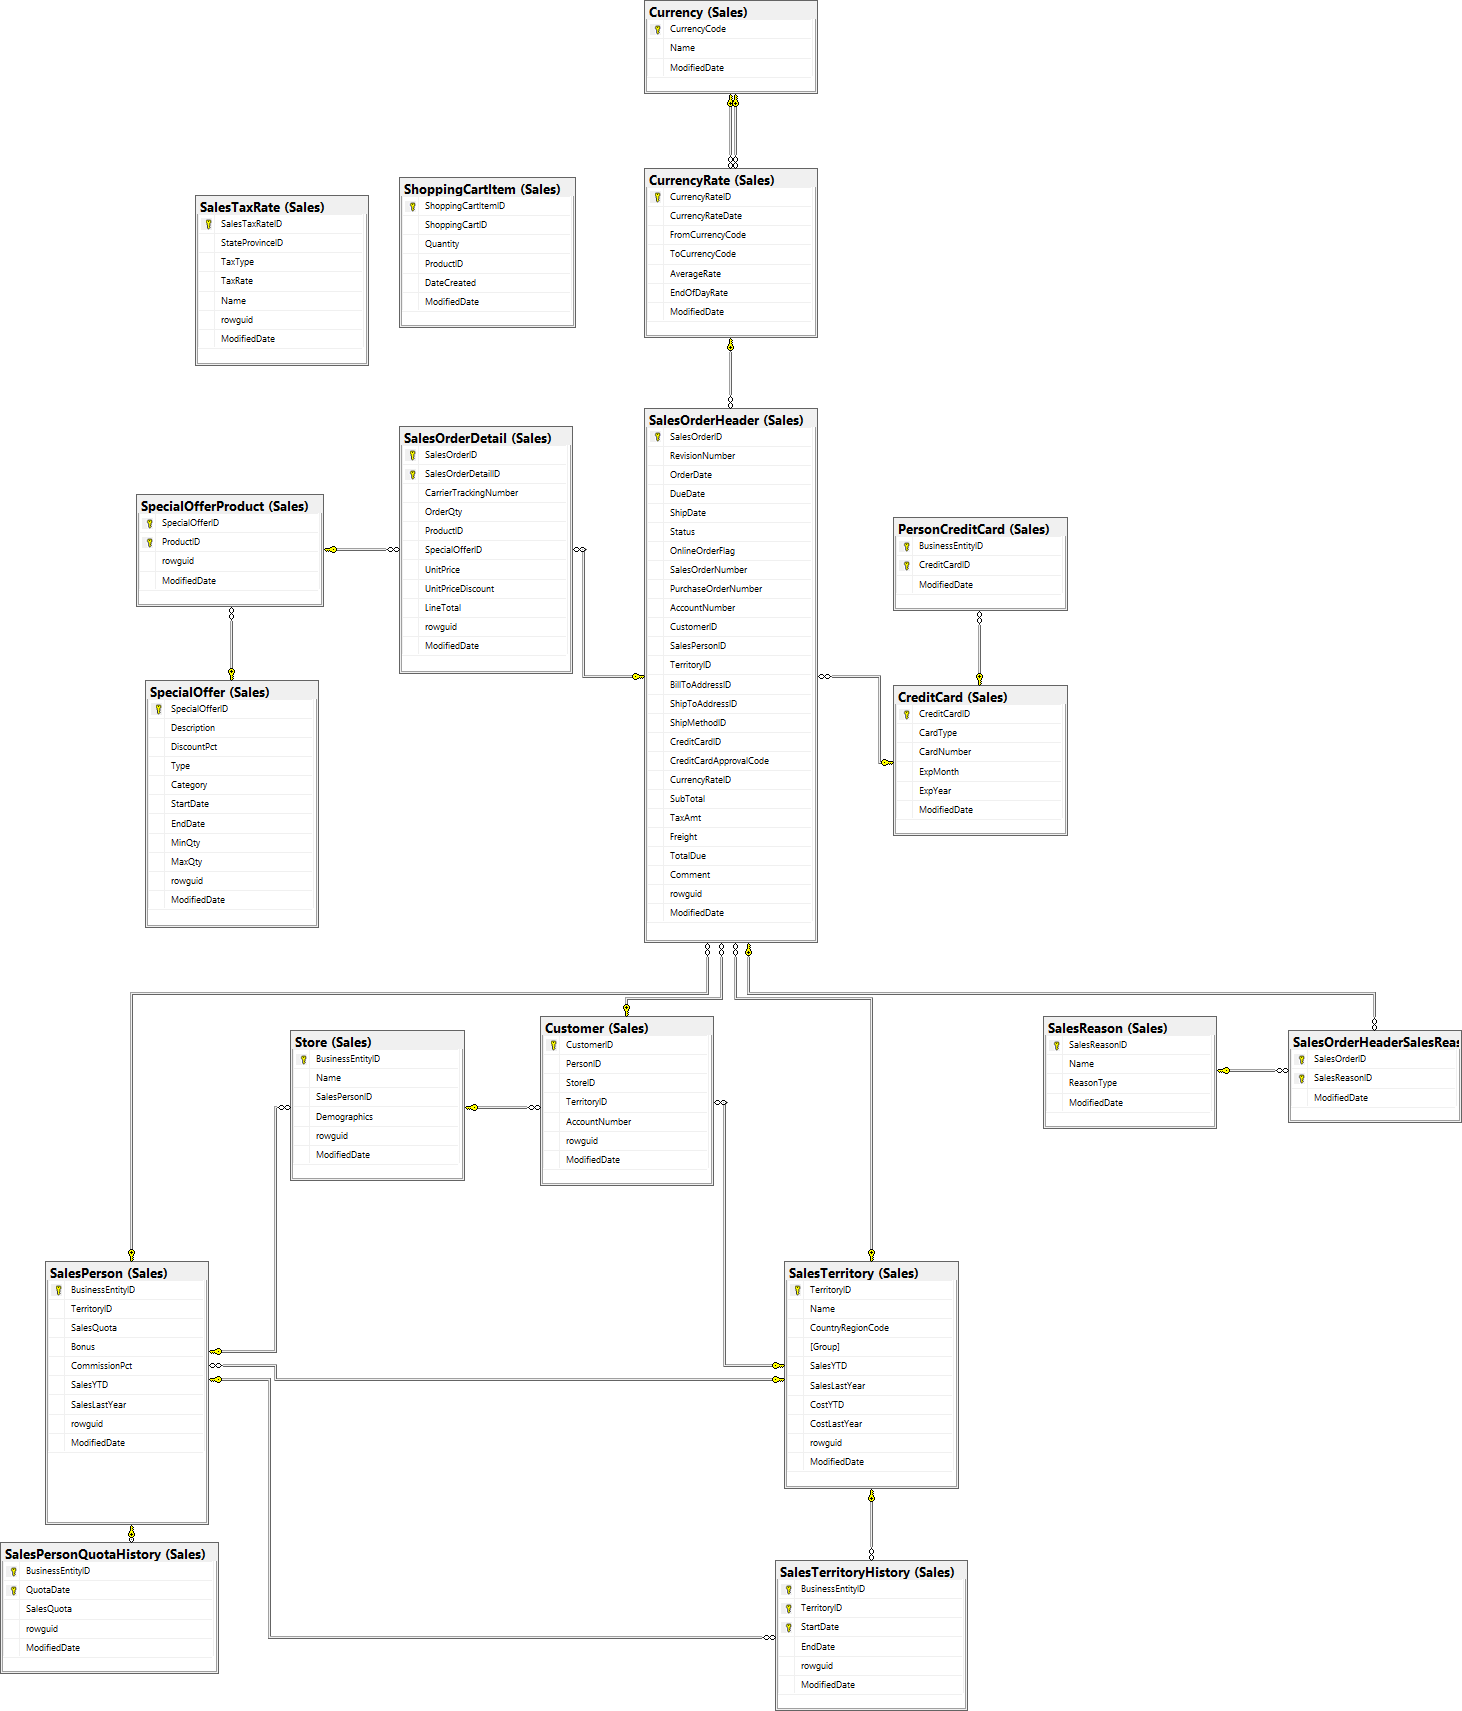 Currency (Sales)
CurrencyCode
Name
ModifiedDate
CurrencyRate (Sales)
CurrencyRateID
CurrencyRateDate
FromCurrencyCode
ToCurrencyCode
AverageRate
EndOfDayRate
ModifiedDate
ShoppingCartItem (Sales)
ShoppingCartItemID
ShoppingCartID
Quantity
ProductID
DateCreated
ModifiedDate
SalesTaxRate (Sales)
SalesTaxRateID
StateProvinceID
TaxType
TaxRate
Name
rowguid
ModifiedDate
SalesOrderHeader (Sales)
SalesOrderID
RevisionNumber
OrderDate
DueDate
ShipDate
Status
OnlineOrderFlag
SalesOrderNumber
PurchaseOrderNumber
AccountNumber
CustomerID
SalesPersonID
TerritoryID
BillToAddressID
ShipToAddressID
ShipMethodID
CreditCardID
CreditCardApprovalCode
CurrencyRateID
SubTotal
TaxAmt
Freight
TotalDue
Comment
rowguid
ModifiedDate
SalesOrderDetail (Sales)
SalesOrderID
SalesOrderDetailID
CarrierTrackingNumber
OrderQty
ProductID
SpecialOfferID
UnitPrice
UnitPriceDiscount
LineTotal
rowguid
ModifiedDate
SpecialOfferProduct (Sales)
SpecialOfferID
ProductID
rowguid
ModifiedDate
PersonCreditCard (Sales)
BusinessEntityID
CreditCardID
ModifiedDate
SpecialOffer (Sales)
SpecialOfferID
Description
DiscountPct
Type
Category
StartDate
EndDate
MinQty
MaxQty
rowguid
ModifiedDate
CreditCard (Sales)
CreditCardID
CardType
CardNumber
ExpMonth
ExpYear
ModifiedDate
Store (Sales)
BusinessEntityID
Name
SalesPersonID
Demographics
rowguid
ModifiedDate
Customer (Sales)
CustomerID
PersonID
StoreID
TerritoryID
AccountNumber
rowguid
ModifiedDate
SalesReason (Sales)
SalesReasonID
Name
ReasonType
ModifiedDate
SalesOrderHeaderSalesReas
SalesOrderID
SalesReasonID
ModifiedDate
SalesPerson (Sales)
BusinessEntityID
TerritoryID
SalesQuota
Bonus
CommissionPct
SalesYTD
SalesLastYear
rowguid
ModifiedDate
SalesTerritory (Sales)
TerritoryID
Name
CountryRegionCode
[Group]
SalesYTD
SalesLastYear
CostYTD
CostLastYear
rowguid
ModifiedDate
SalesPersonQuotaHistory (Sales)
BusinessEntityID
QuotaDate
SalesQuota
rowguid
ModifiedDate
SalesTerritoryHistory (Sales)
BusinessEntityID
TerritoryID
StartDate
EndDate
rowguid
ModifiedDate